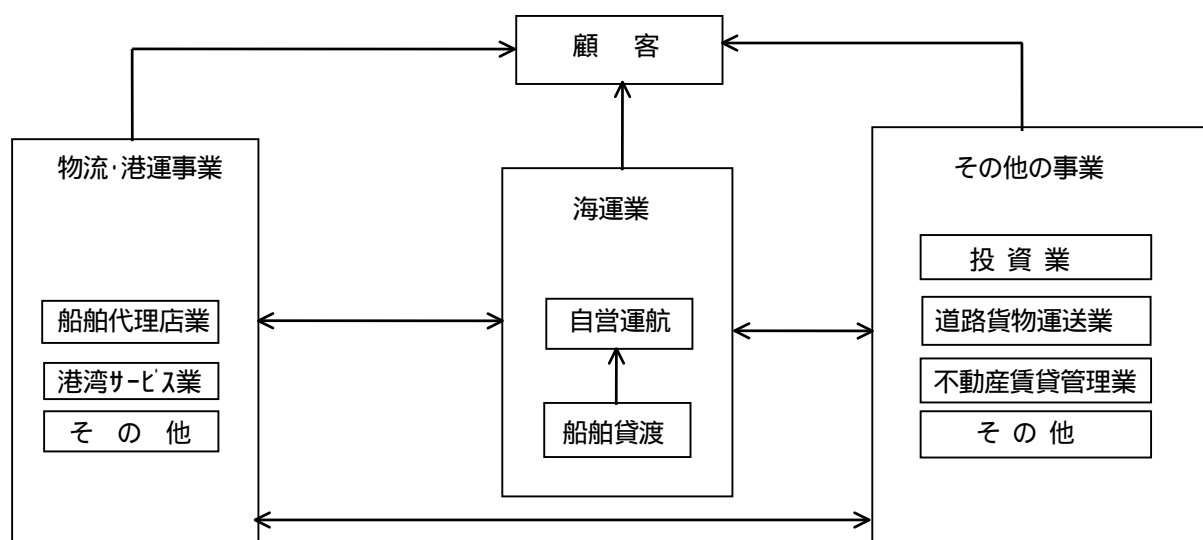 顧　客
物流･港運事業
船舶代理店業
港湾ｻｰﾋﾞｽ業
そ の 他
海運業
自営運航
船舶貸渡
その他の事業
投 資 業
道路貨物運送業
不動産賃貸管理業
そ の 他